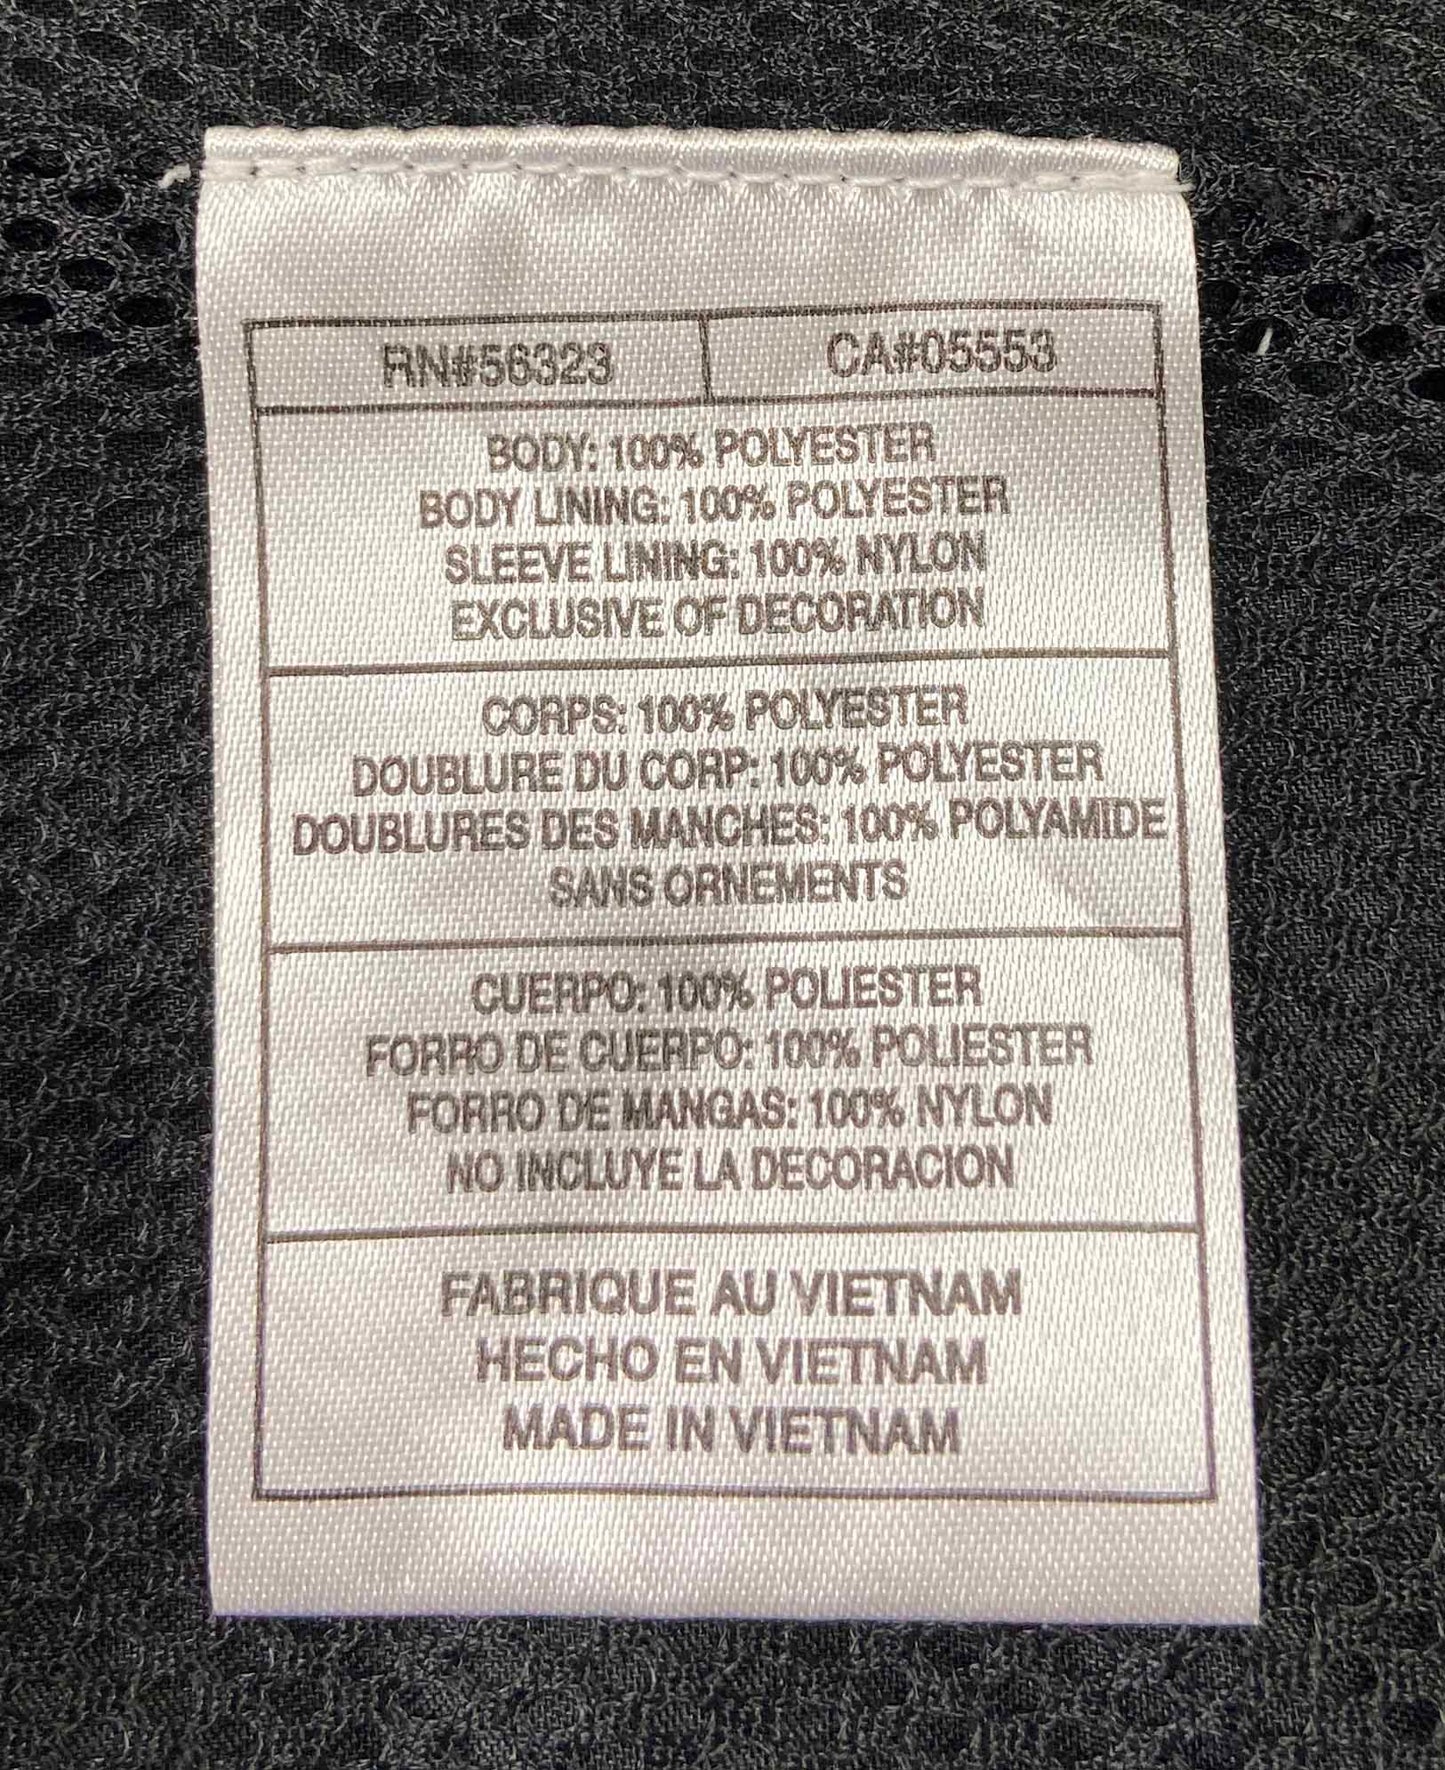 RN#56323 CA#05553
BODY: 100% POLYESTER
BODY LINING: 100% POLYESTER
SLEEVE LINING: 100% NYLON
EXCLUSIVE OF DECORATION
CORPS: 100% POLYESTER
DOUBLURE DU CORP: 100% POLYESTER
DOUBLURES DES MANCHES: 100% POLYAMIDE
SANS ORNEMENTS
CUERPO: 100% POLIESTER
FORRO DE CUERPO: 100% POLIESTER
FORRO DE MANGAS: 100% NYLON
NO INCLUYE LA DECORACION
FABRIQUE AU VIETNAM
HECHO EN VIETNAM
MADE IN VIETNAM